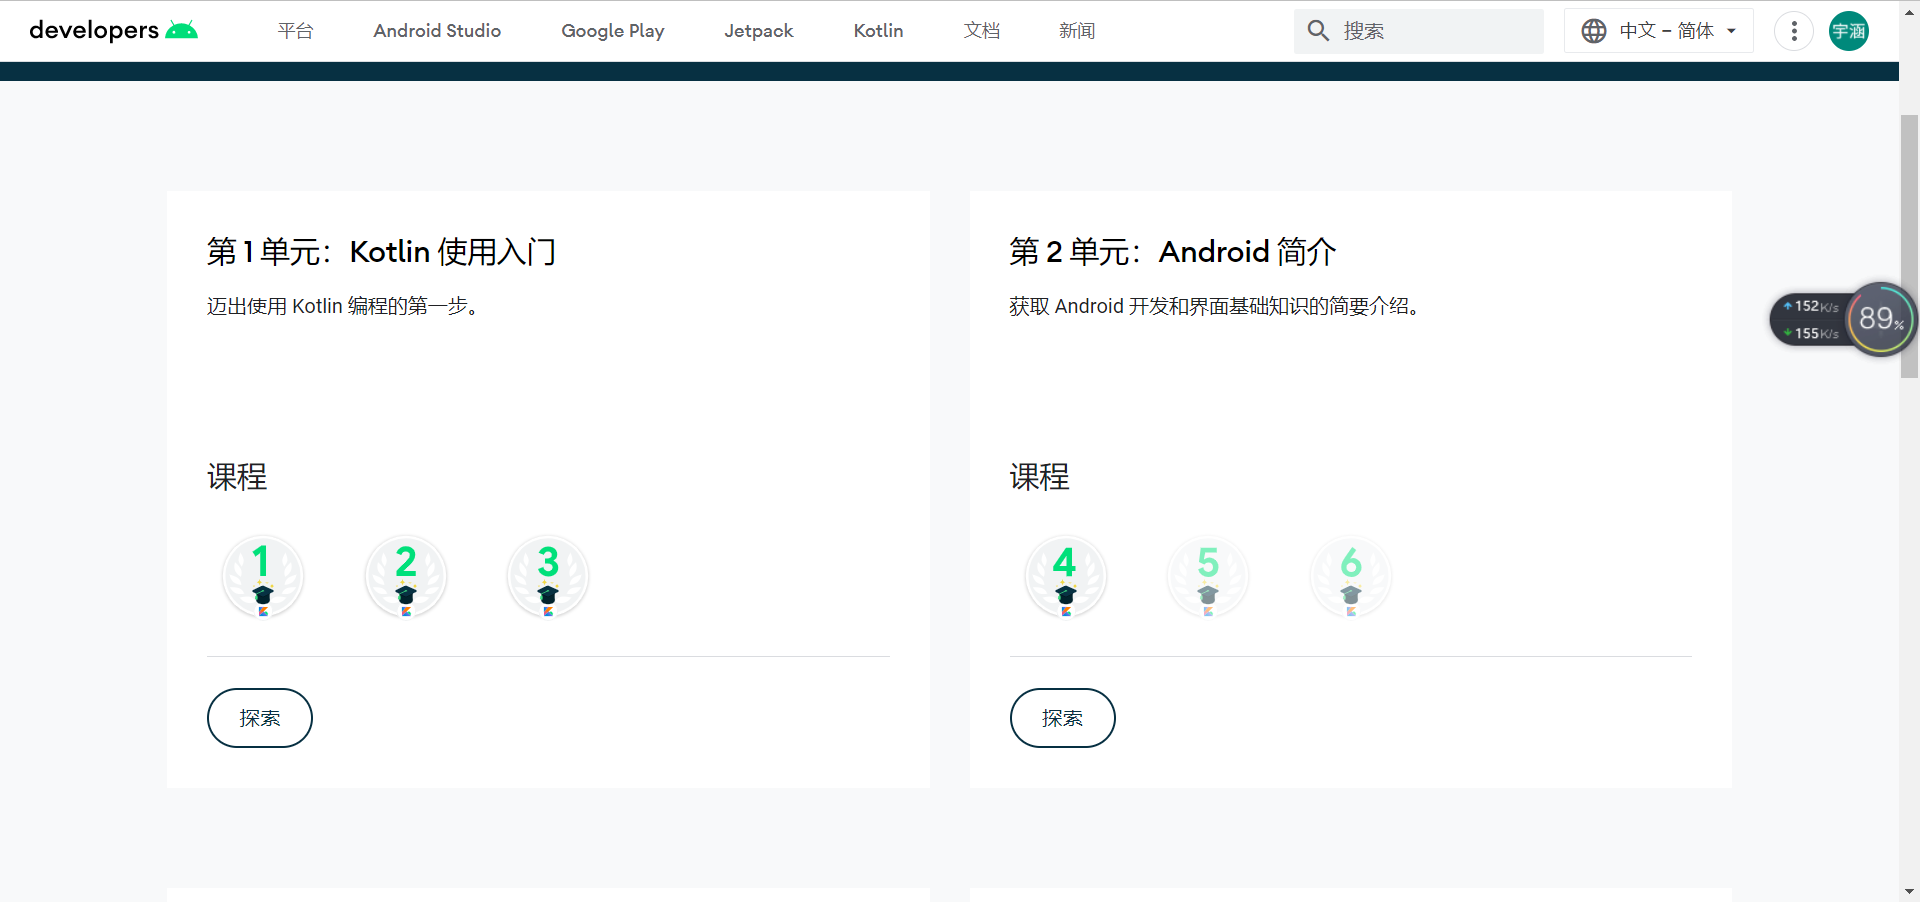 developers 平台 Android Studio Google Play Jetpack Kotlin 文档 新闻 搜索 中文 – 简体 宇涵
第 1 单元：Kotlin 使用入门
迈出使用 Kotlin 编程的第一步。
课程
1 2 3
探索
第 2 单元：Android 简介
获取 Android 开发和界面基础知识的简要介绍。
课程
4 5 6
探索
152K/s
155K/s
89%